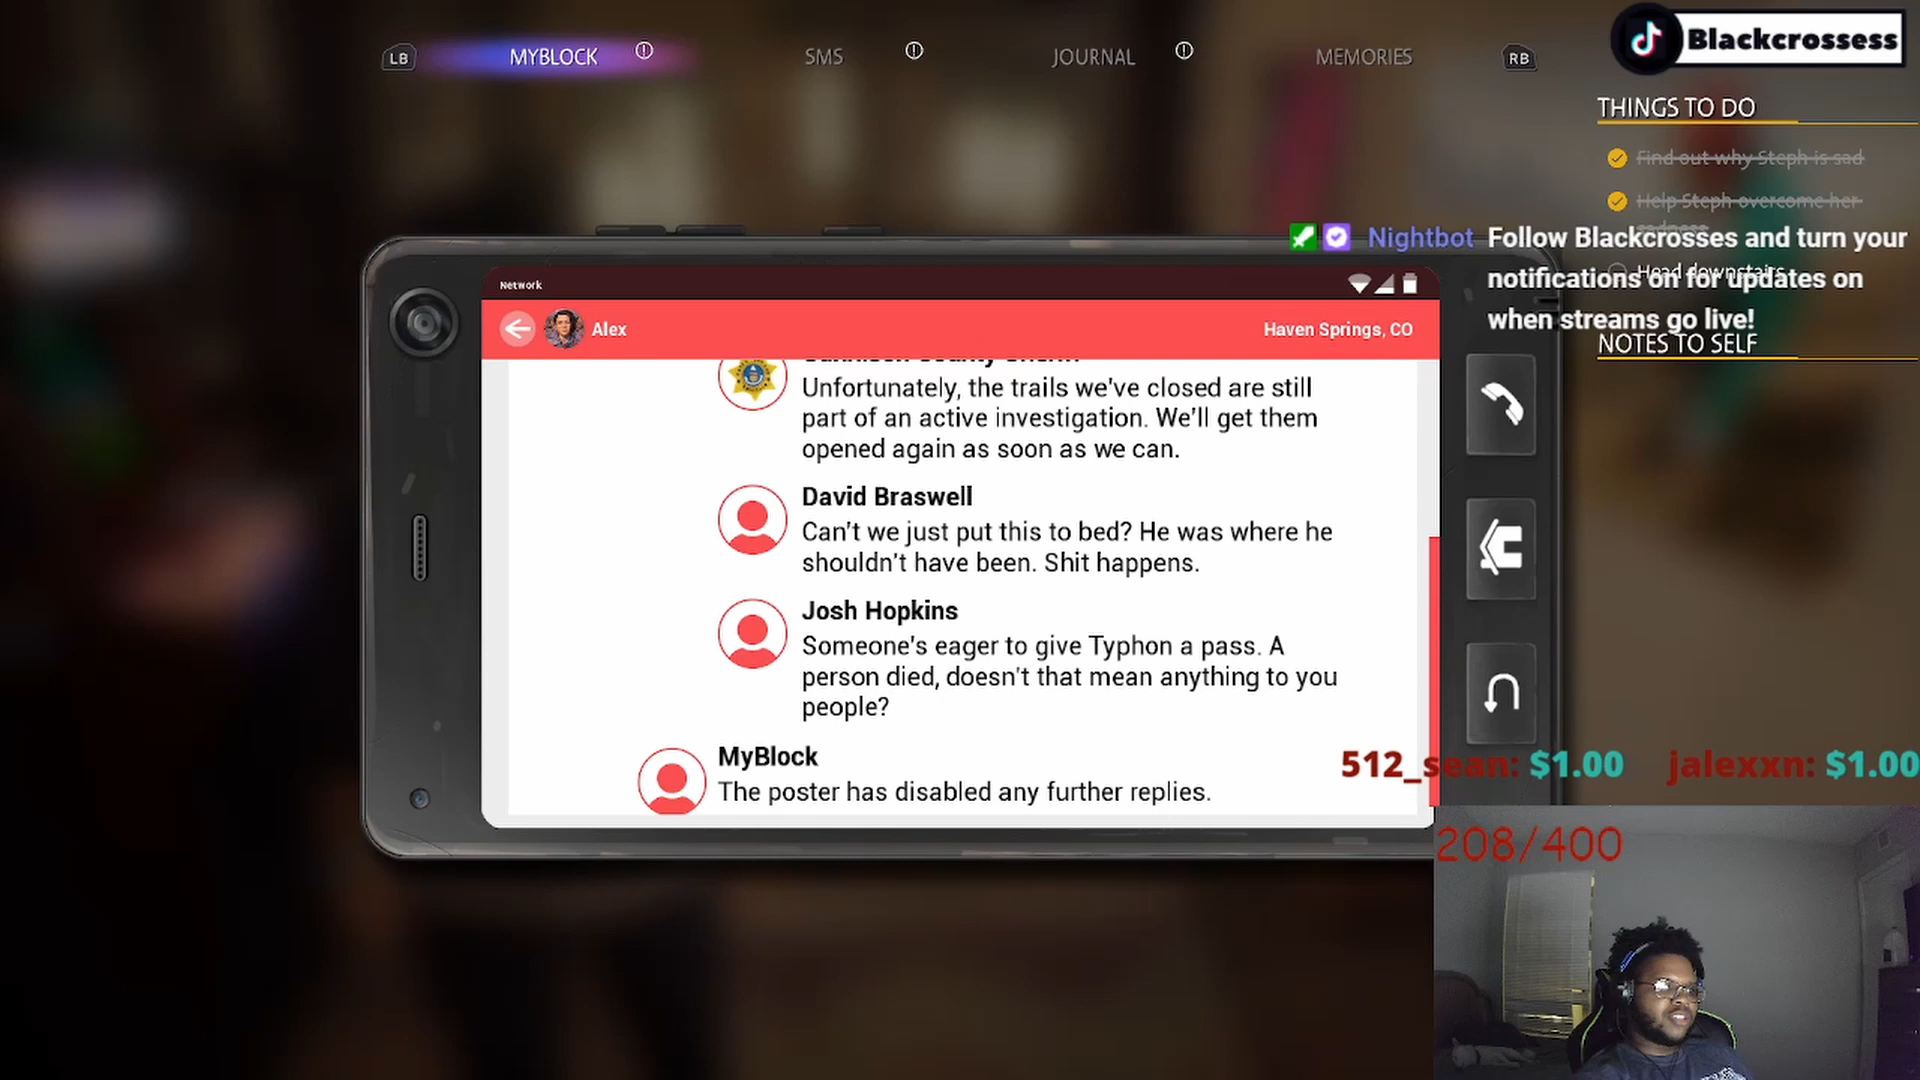 LB
MYBLOCK
SMS
JOURNAL
MEMORIES
RB
Blackcrossess
THINGS TO DO
Find out why Steph is sad
Help Steph overcome her
sadness
Head downstairs
Nightbot Follow Blackcrosses and turn your
notifications on for updates on
when streams go live!
NOTES TO SELF
Network
Alex
Haven Springs, CO
Unfortunately, the trails we've closed are still
part of an active investigation. We'll get them
opened again as soon as we can.
David Braswell
Can't we just put this to bed? He was where he
shouldn't have been. Shit happens.
Josh Hopkins
Someone's eager to give Typhon a pass. A
person died, doesn't that mean anything to you
people?
MyBlock
The poster has disabled any further replies.
512_sean: $1.00 jalexxn: $1.00
208/400